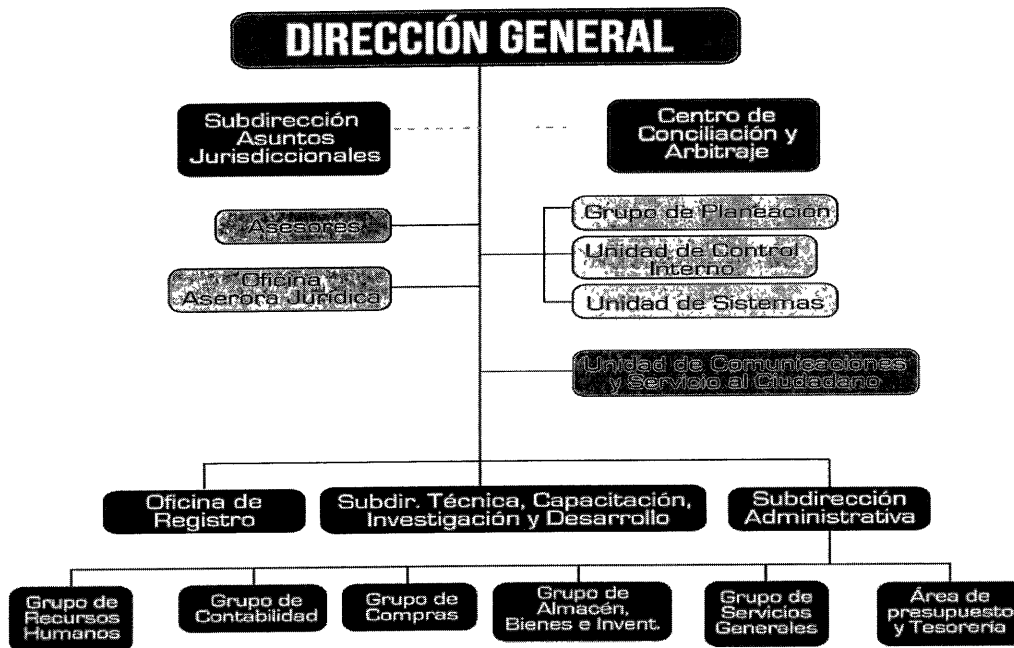 DIRECCIÓN GENERAL
Subdirección
Asuntos
Jurisdiccionales
Centro de
Conciliación y
Arbitraje
Asesores
Grupo de Planeación
Unidad de Control
Interno
Oficina
Aserora Jurídica
Unidad de Sistemas
Unidad de Comunicaciones
y Servicio al Ciudadano
Oficina de
Registro
Subdir. Técnica, Capacitación,
Investigación y Desarrollo
Subdirección
Administrativa
Grupo de
Recursos
Humanos
Grupo de
Contabilidad
Grupo de
Compras
Grupo de
Almacén,
Bienes e Invent.
Grupo de
Servicios
Generales
Área de
presupuesto
y Tesorería